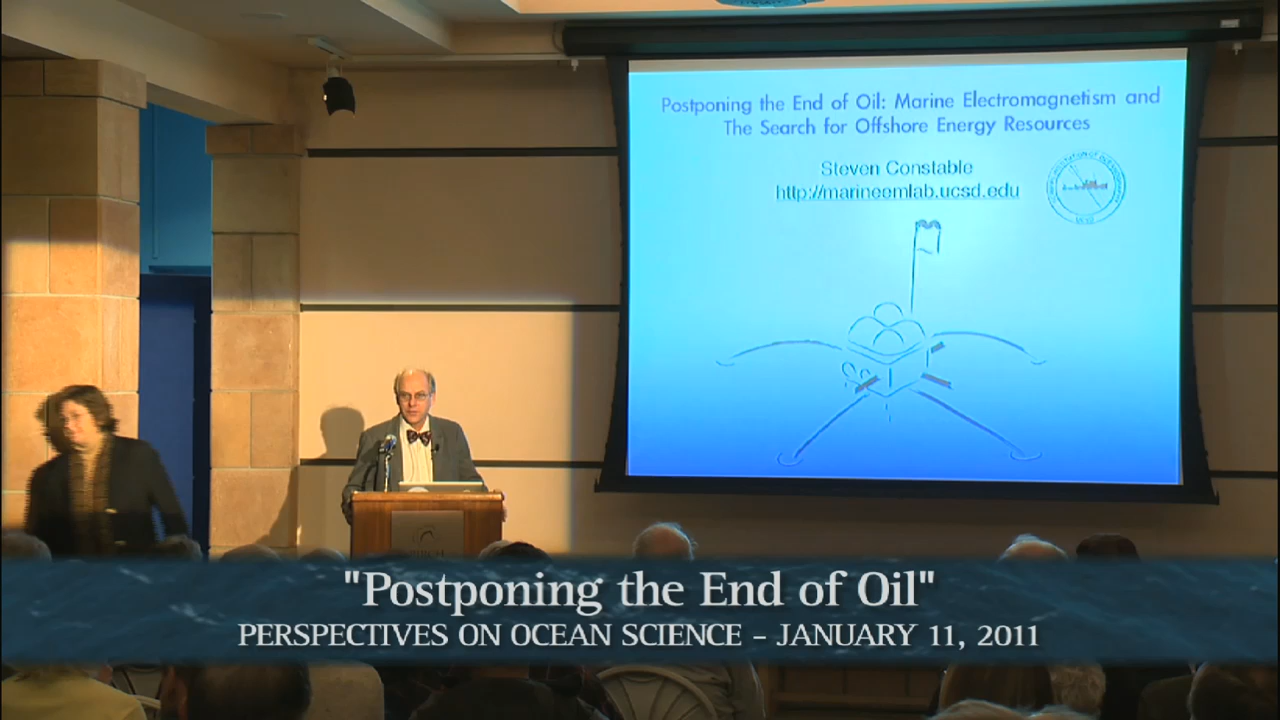 Postponing the End of Oil: Marine Electromagnetism and
The Search for Offshore Energy Resources
Steven Constable
http://marineemlab.ucsd.edu
"Postponing the End of Oil"
PERSPECTIVES ON OCEAN SCIENCE – JANUARY 11, 2011